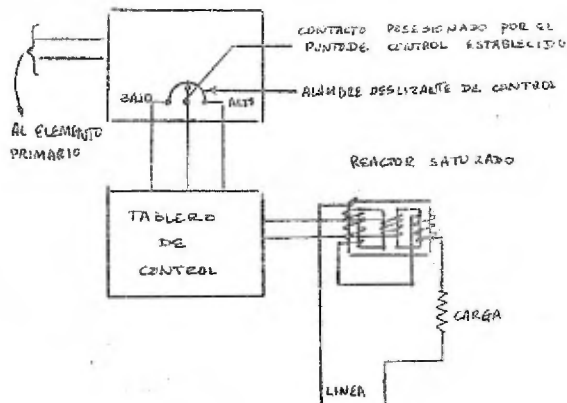 CONTACTO POSESIONADO POR EL
PUNTO DE CONTROL ESTABLECIDO
ALAMBRE DESLIZANTE DE CONTROL
BAJO
ALTO
AL ELEMENTO
PRIMARIO
REACTOR SATURADO
TABLERO
DE
CONTROL
CARGA
LINEA